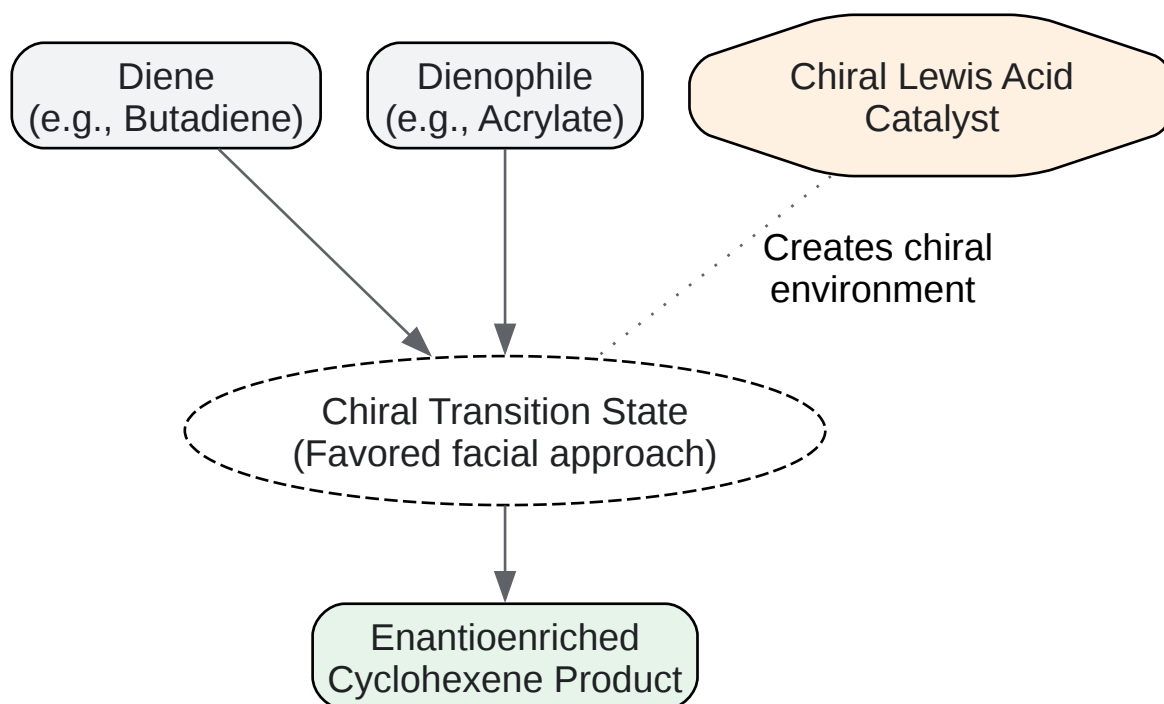 Diene
(e.g., Butadiene)
Dienophile
(e.g., Acrylate)
Chiral Lewis Acid
Catalyst
Creates chiral
environment
Chiral Transition State
(Favored facial approach)
Enantioenriched
Cyclohexene Product